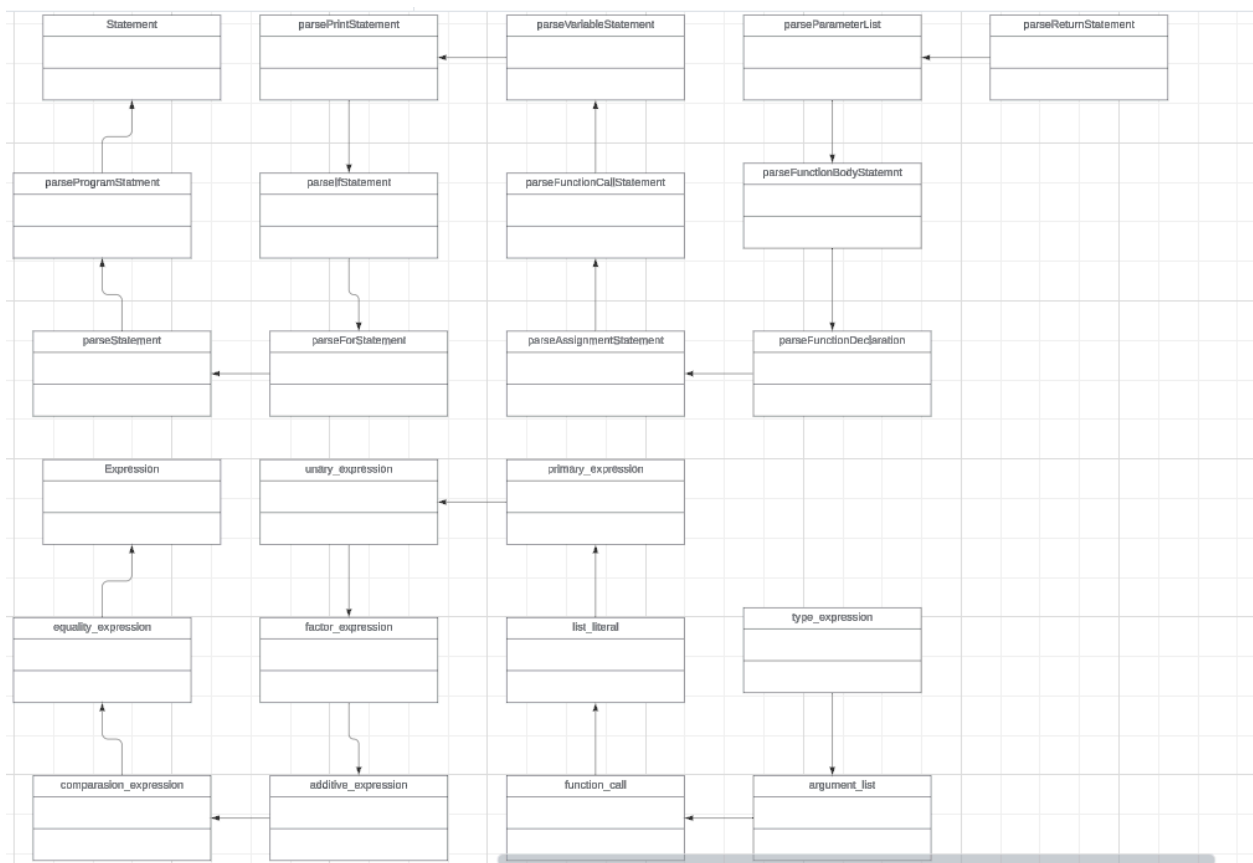 Statement
parsePrintStatement
parseVariableStatement
parseParameterList
parseReturnStatement
parseProgramStatment
parseIfStatement
parseFunctionCallStatement
parseFunctionBodyStatemnt
parseStatement
parseForStatement
parseAssignmentStatement
parseFunctionDeclaration
Expression
unary_expression
primary_expression
equality_expression
factor_expression
list_literal
type_expression
comparasion_expression
additive_expression
function_call
argument_list